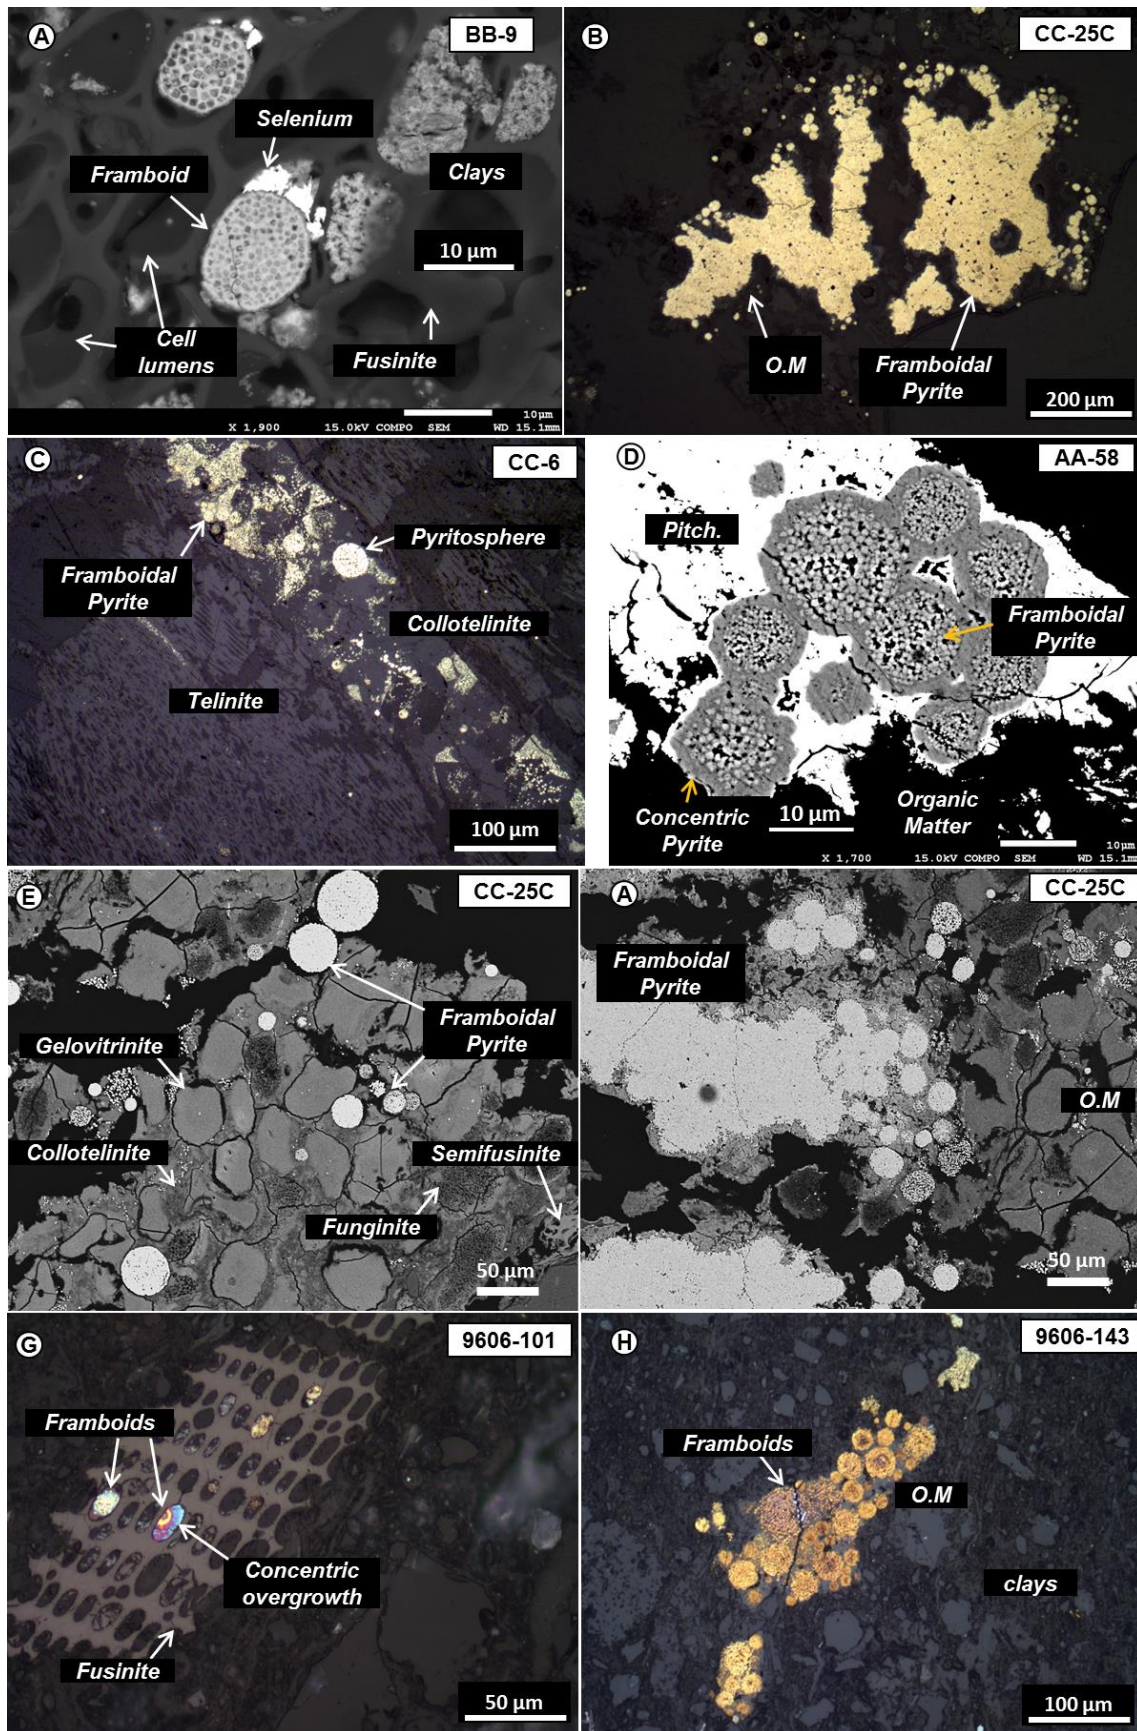 A
BB-9
Selenium
Framboid
Clays
10 µm
Cell
lumens
Fusinite
10µm
X 1,900 15.0kV COMPO SEM WD 15.1mm
B
CC-25C
O.M
Framboidal
Pyrite
200 µm
C
CC-6
Pyritosphere
Framboidal
Pyrite
Collotelinite
Telinite
100 µm
D
AA-58
Pitch.
Framboidal
Pyrite
Concentric
Pyrite
10 µm
Organic
Matter
10µm
X 1,700 15.0kV COMPO SEM WD 15.1mm
E
CC-25C
Framboidal
Pyrite
Gelovitrinite
Collotelinite
Semifusinite
Funginite
50 µm
A
CC-25C
Framboidal
Pyrite
O.M
50 µm
G
9606-101
Framboids
Concentric
overgrowth
Fusinite
50 µm
H
9606-143
Framboids
O.M
clays
100 µm